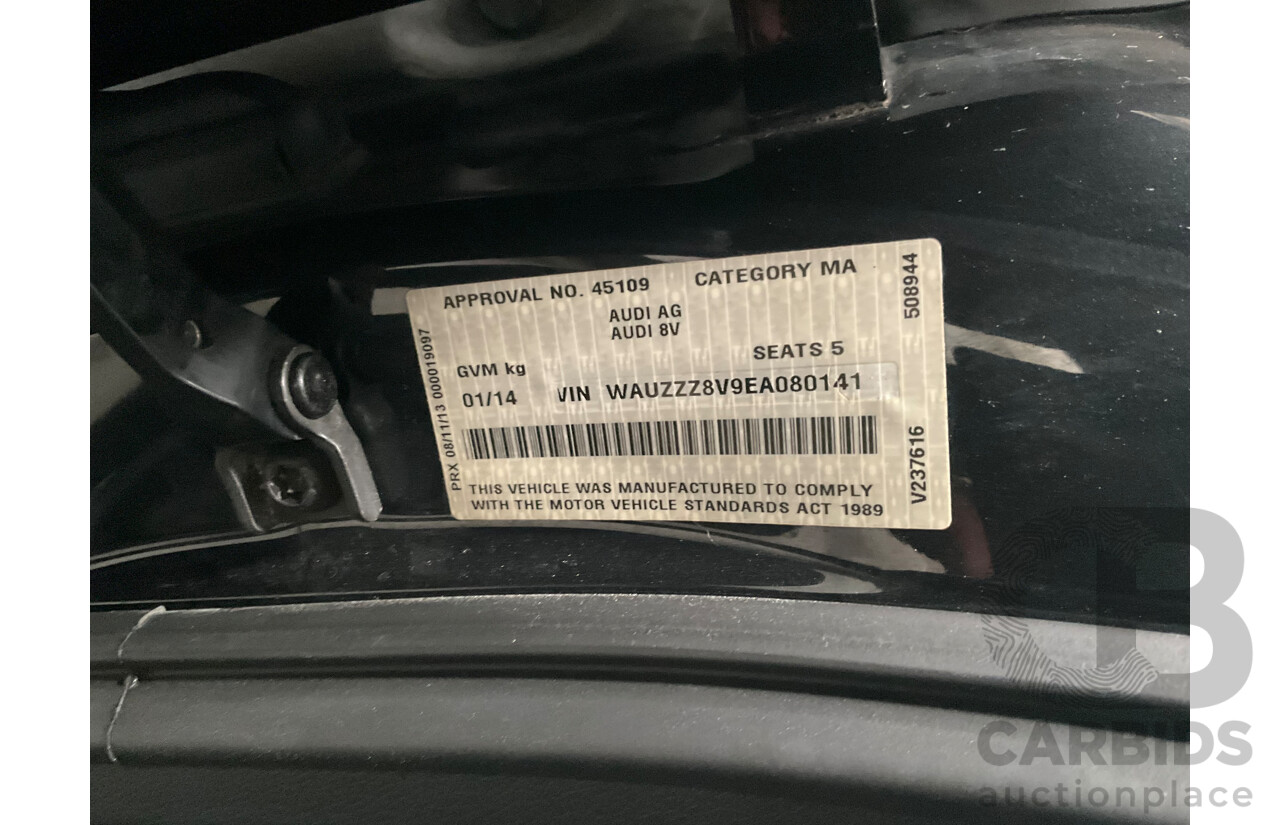 APPROVAL NO. 45109 CATEGORY MA
AUDI AG
AUDI 8V
SEATS 5
GVM kg
01/14 VIN WAUZZZ8V9EA080141
THIS VEHICLE WAS MANUFACTURED TO COMPLY
WITH THE MOTOR VEHICLE STANDARDS ACT 1989
PRX 08/11/13 000019097
V237616 508944
CB
CARBIDS
auctionplace